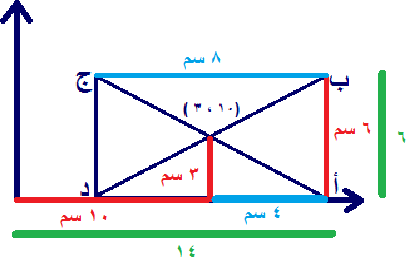 ٨ سم
ج
ب
(١٠ ، ٣)
٦ سم
٦
٣ سم
د
أ
١٠ سم
٤ سم
١٤